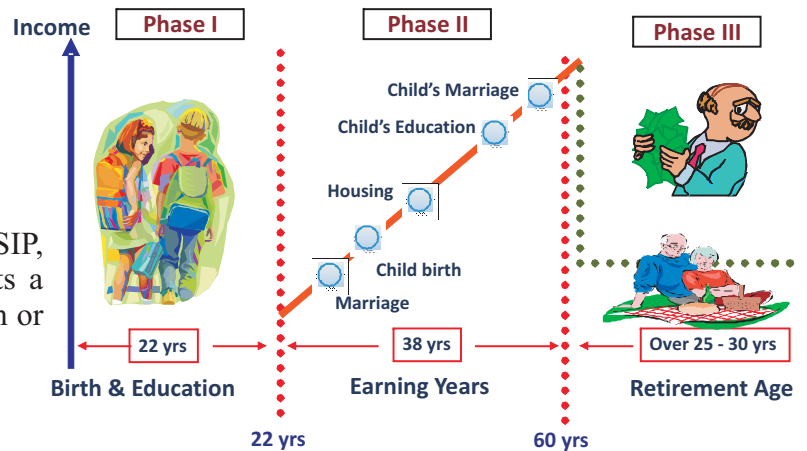 Income
Phase I
Phase II
Phase III
Child's Marriage
Child's Education
Housing
Child birth
Marriage
SIP,
ts a
n or
22 yrs
38 yrs
Over 25 - 30 yrs
Birth & Education
Earning Years
Retirement Age
22 yrs
60 yrs